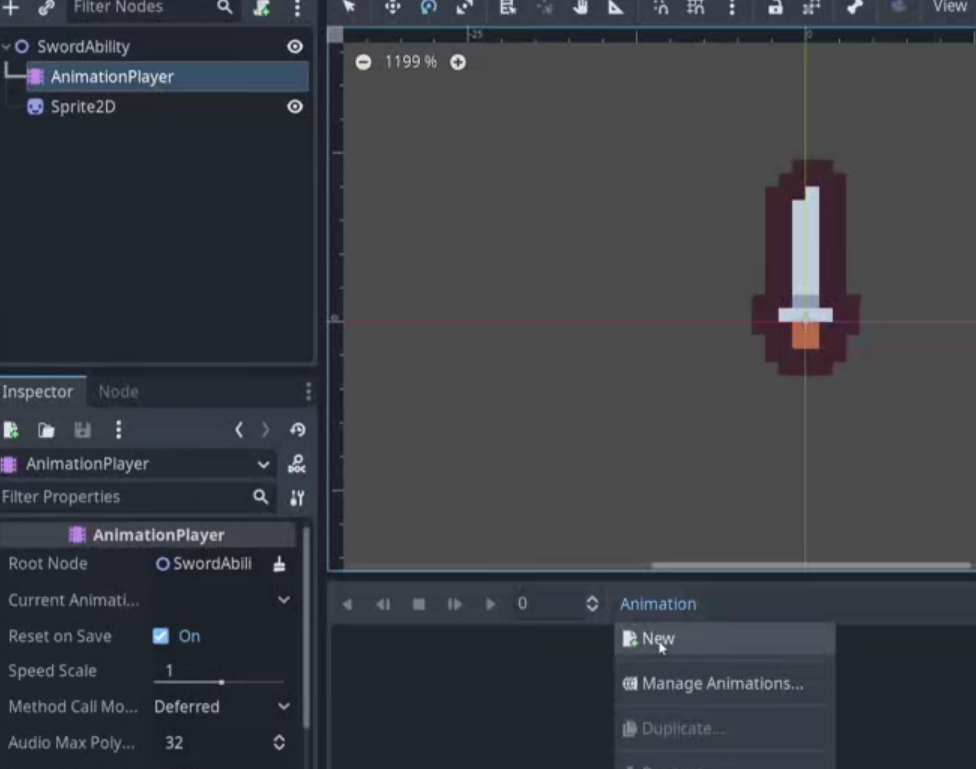 Filter Nodes
View
SwordAbility
AnimationPlayer
Sprite2D
-25
0
1199 %
0
Inspector
Node
AnimationPlayer
DOC
Filter Properties
AnimationPlayer
Root Node
SwordAbili
Current Animati...
Reset on Save
On
Speed Scale
1
Method Call Mo...
Deferred
Audio Max Poly...
32
0
Animation
New
Manage Animations...
Duplicate...